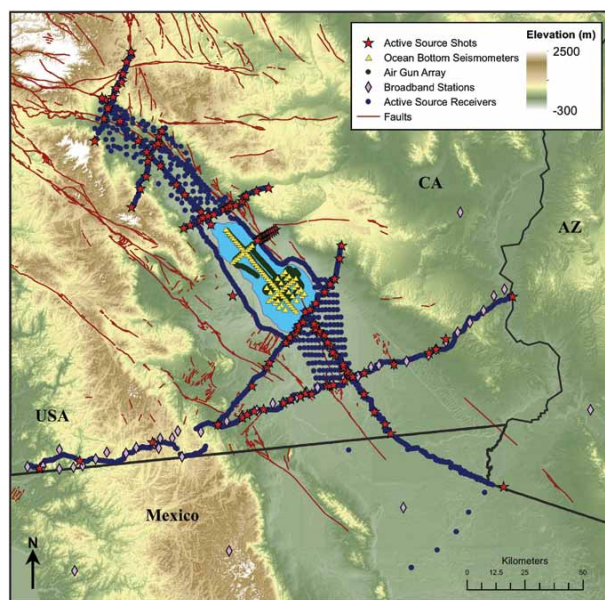 Active Source Shots
Ocean Bottom Seismometers
Air Gun Array
Broadband Stations
Active Source Receivers
Faults
Elevation (m)
2500
-300
CA
AZ
USA
Mexico
N
Kilometers
0 12.5 25 50